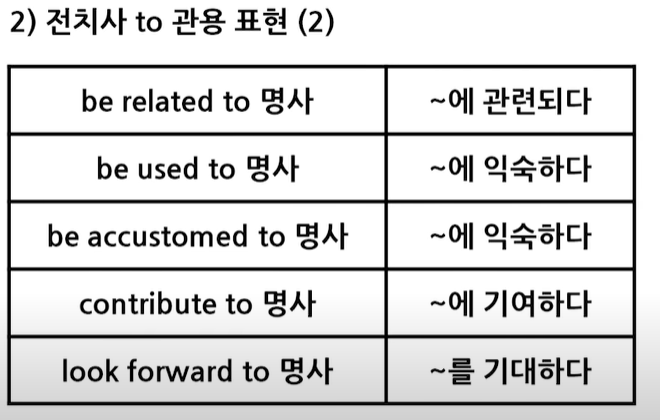 2) 전치사 to 관용 표현 (2)
be related to 명사 ~에 관련되다
be used to 명사 ~에 익숙하다
be accustomed to 명사 ~에 익숙하다
contribute to 명사 ~에 기여하다
look forward to 명사 ~를 기대하다